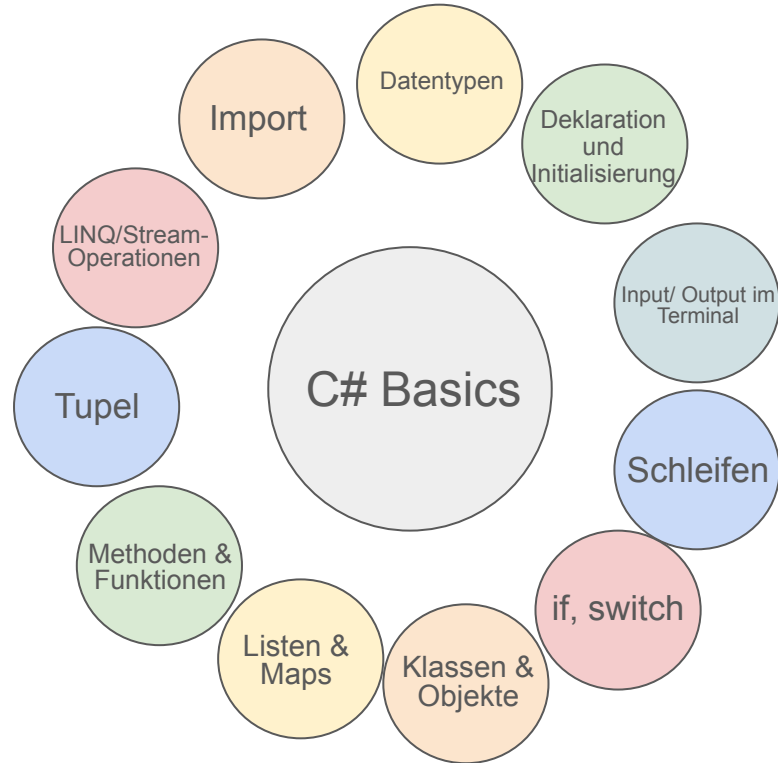 Datentypen
Deklaration
und
Initialisierung
Input/ Output im
Terminal
Schleifen
if, switch
Klassen &
Objekte
Listen &
Maps
Methoden &
Funktionen
Tupel
LINQ/Stream-
Operationen
Import
C# Basics